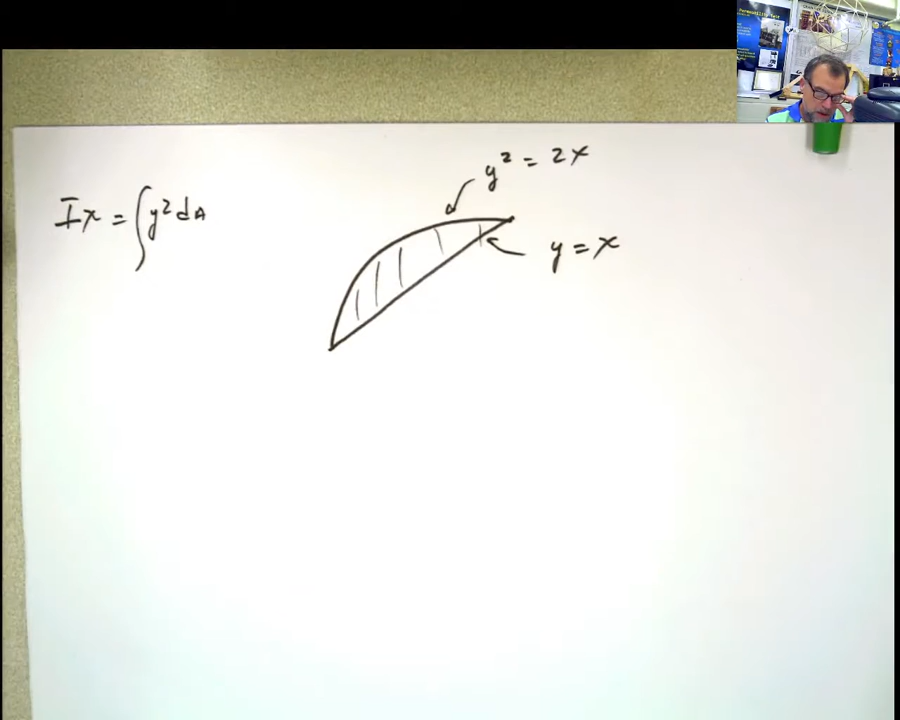 y² = 2x
Ix = ∫y²dA
y = x